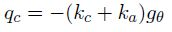 q_c = −(k_c + k_a)g_θ